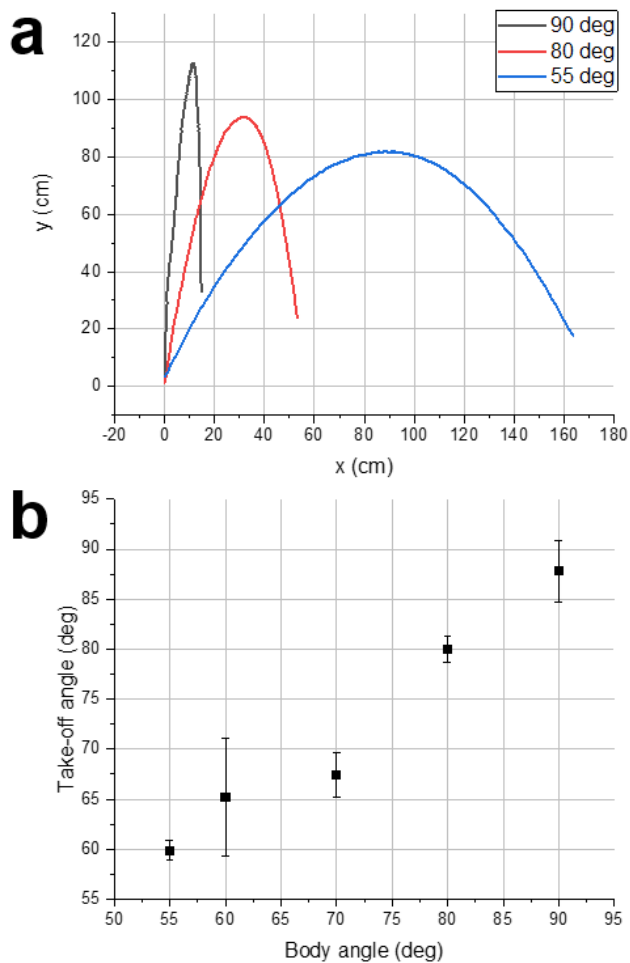 a
90 deg
80 deg
55 deg
120
100
80
60
40
20
0
y (cm)
-20 0 20 40 60 80 100 120 140 160 180
x (cm)
b
95
90
85
80
75
70
65
60
55
Take-off angle (deg)
50 55 60 65 70 75 80 85 90 95
Body angle (deg)